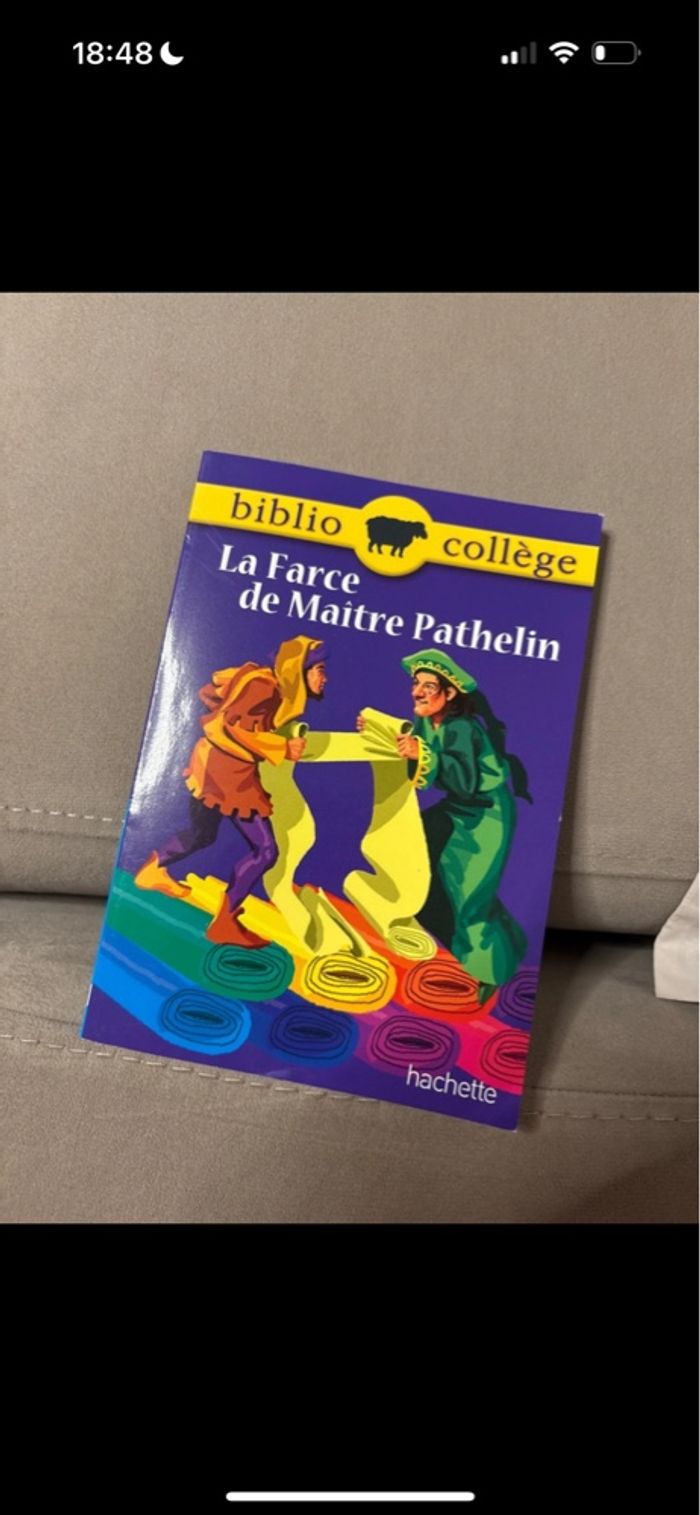 18:48
biblio collège
La Farce
de Maître Pathelin
hachette